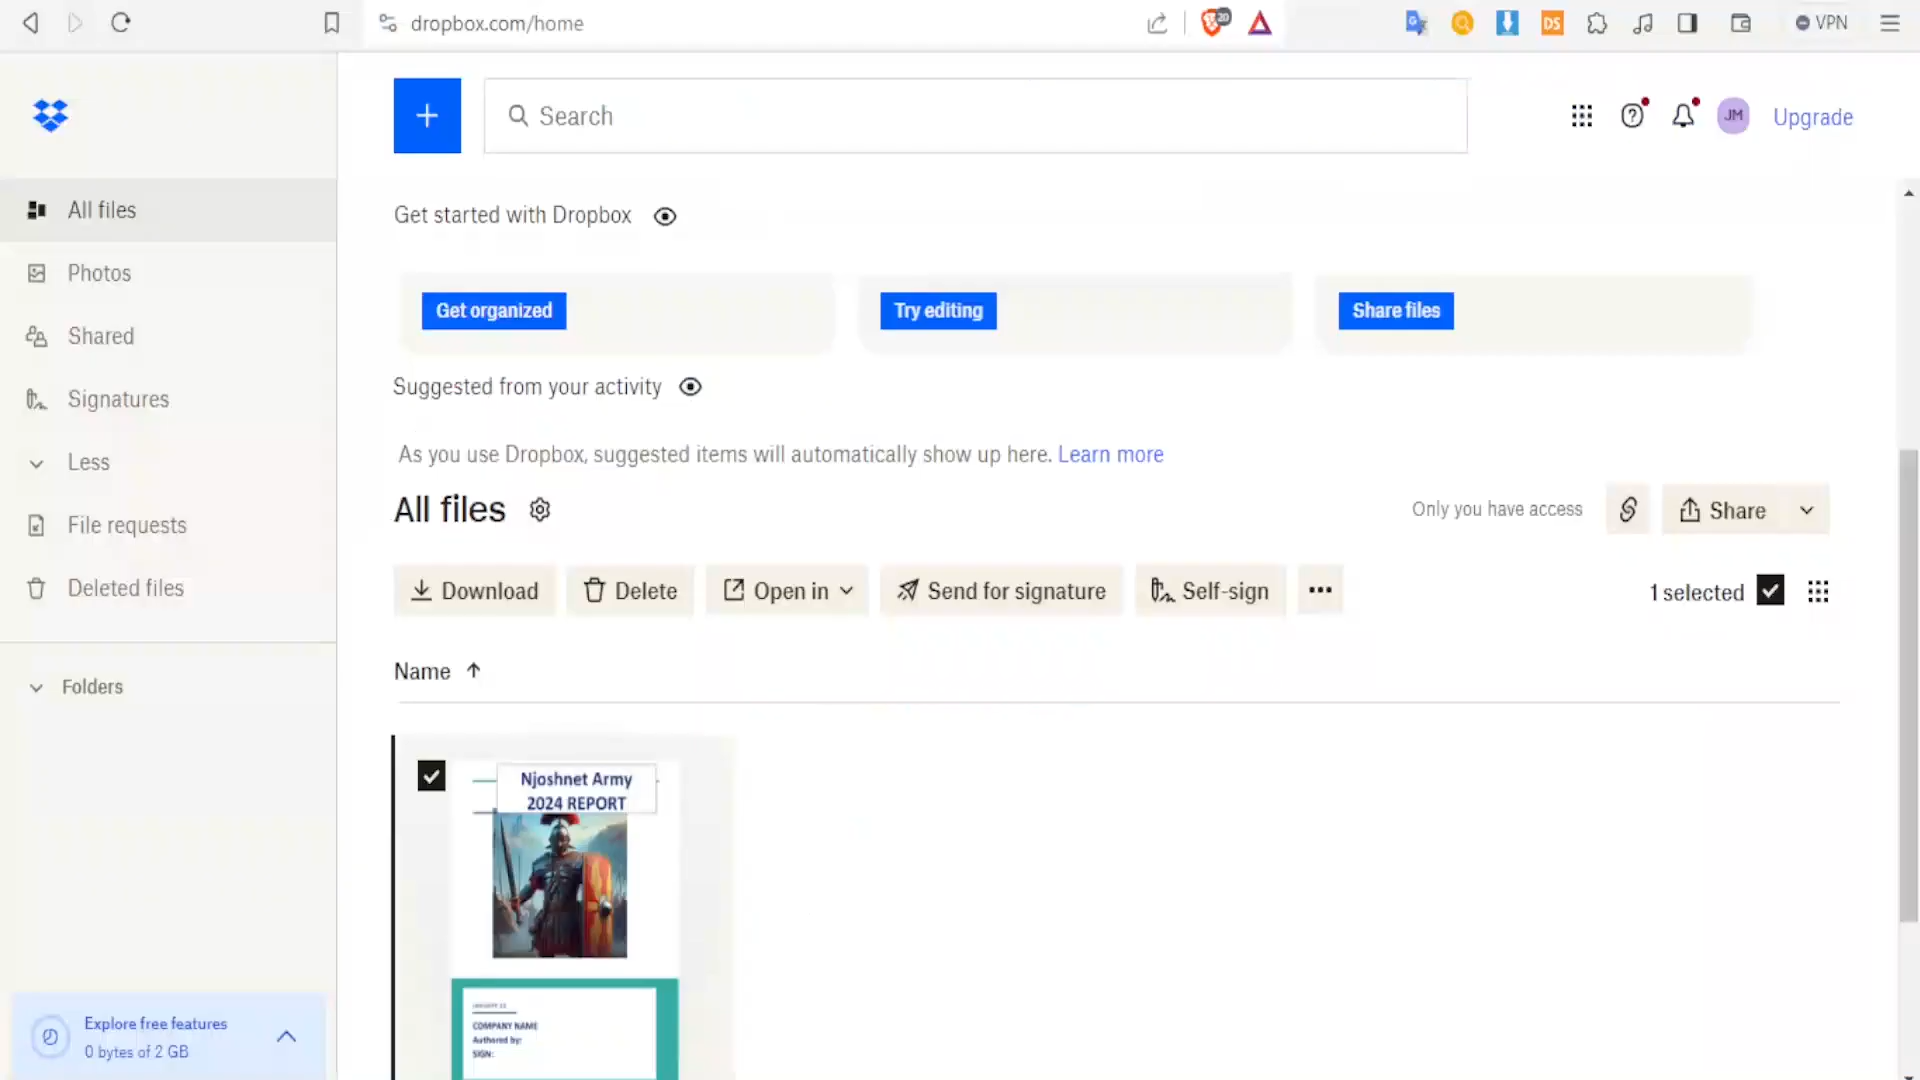 dropbox.com/home
20
DS
VPN
Search
JM
Upgrade
All files
Photos
Shared
Signatures
Less
File requests
Deleted files
Folders
Explore free features
0 bytes of 2 GB
Get started with Dropbox
Get organized
Try editing
Share files
Suggested from your activity
As you use Dropbox, suggested items will automatically show up here. Learn more
All files
Only you have access
Share
Download
Delete
Open in
Send for signature
Self-sign
1 selected
Name
Njoshnet Army
2024 REPORT
COMPANY NAME
Authored by:
SIGN: